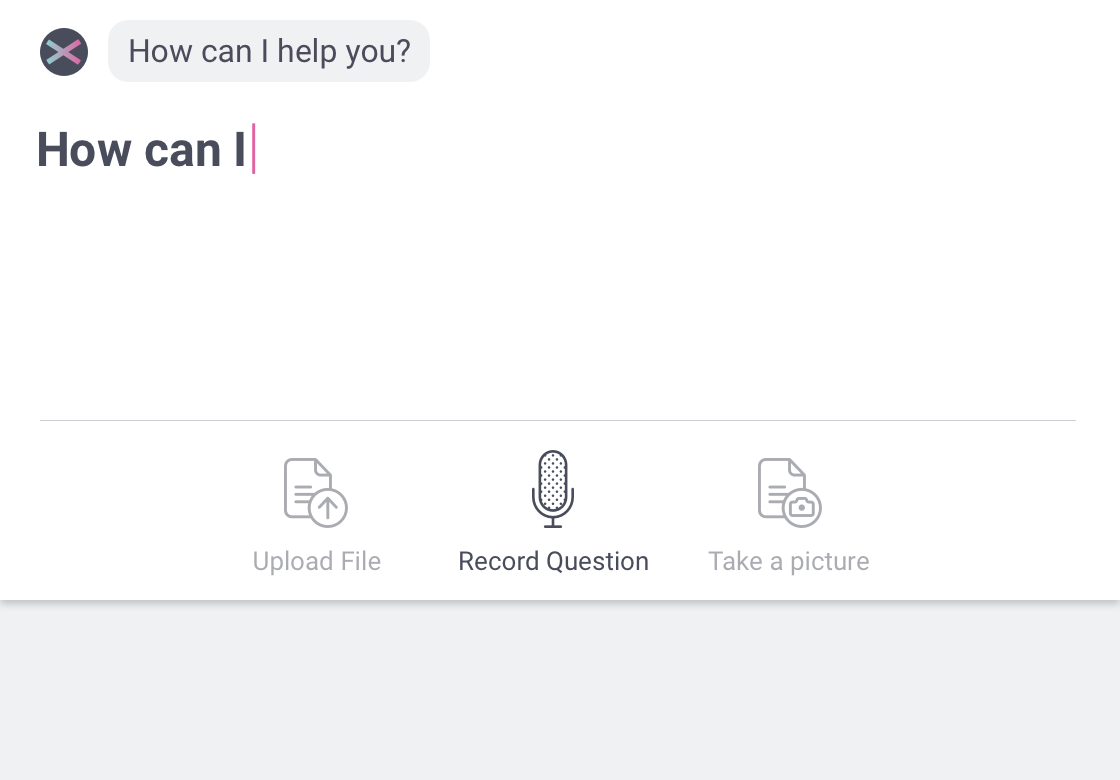 How can I help you?
How can I
Upload File
Record Question
Take a picture